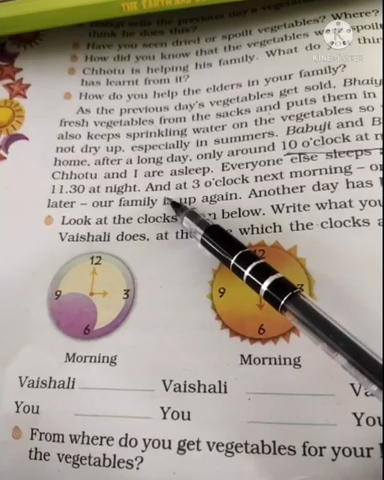 THE EARTH
sells the previous day's
think he does this?
Have you seen dried or spoilt vegetables? Where?
How did you know that the vegetables were
Chhotu is helping his family. What do
has learnt from it?
How do you help the elders in your family?
As the previous day's vegetables get sold,
fresh vegetables from the sacks and puts them in
also keeps sprinkling water on the vegetables so
not dry up, especially in summers. Babuji and
home, after a long day, only around 10 o'clock at
Chhotu and I are asleep. Everyone else sleeps
11.30 at night. And at 3 o'clock next morning –
later – our family is up again. Another day has
Look at the clocks below. Write what you
Vaishali does, at which the clocks
12
9 3
6
12
9 3
6
Morning Morning
Vaishali Vaishali
You You You
From where do you get vegetables for your
the vegetables?